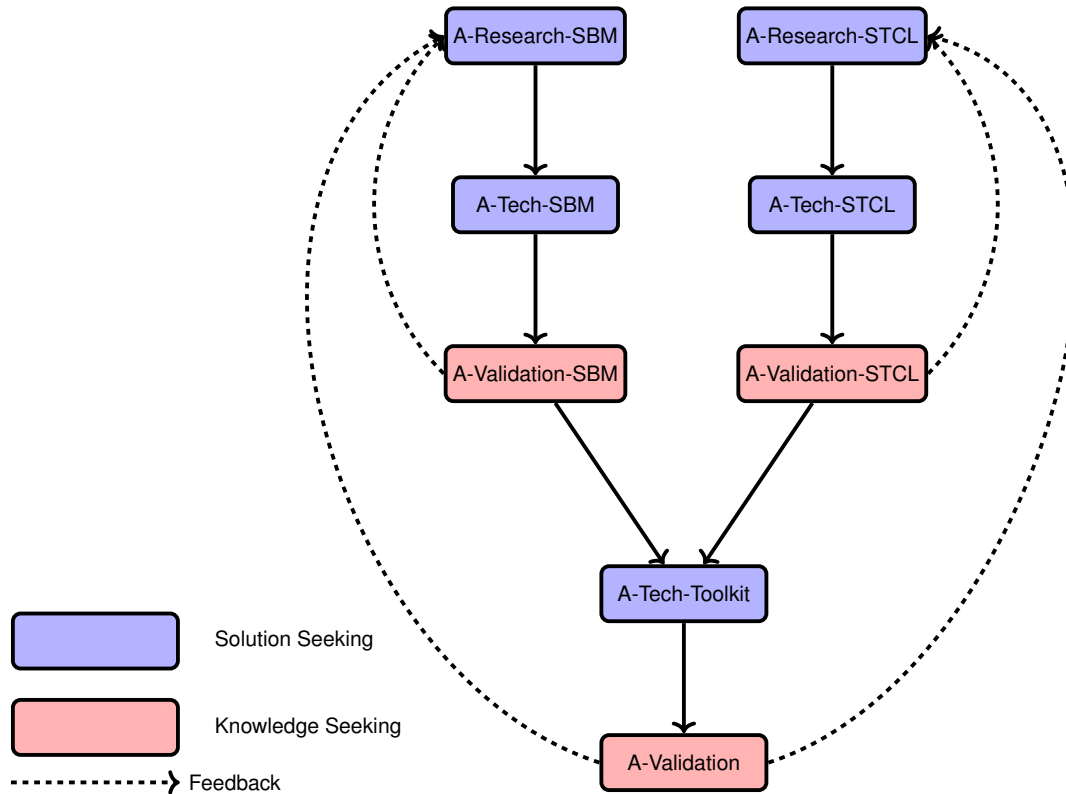 A-Research-SBM
A-Research-STCL
A-Tech-SBM
A-Tech-STCL
A-Validation-SBM
A-Validation-STCL
A-Tech-Toolkit
Solution Seeking
Knowledge Seeking
A-Validation
Feedback